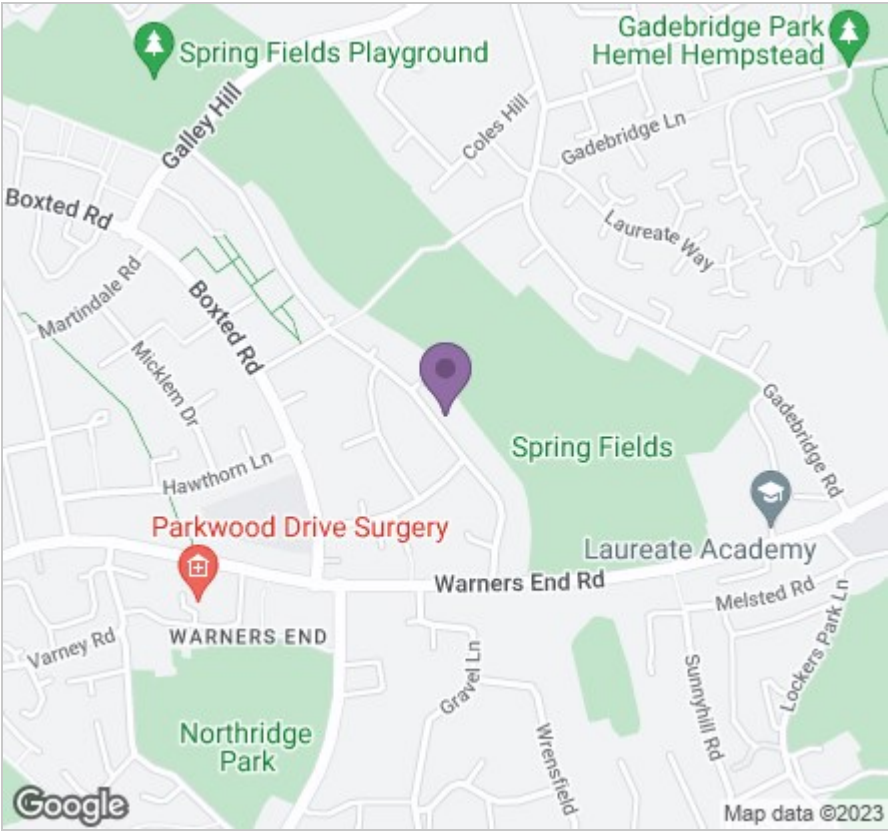 Gadebridge Park
Hemel Hempstead
Spring Fields Playground
Galley Hill
Coles Hill
Gadebridge Ln
Boxted Rd
Laureate Way
Martindale Rd
Boxted Rd
Micklem Dr
Gadebridge Rd
Spring Fields
Hawthorn Ln
Parkwood Drive Surgery
Laureate Academy
Warners End Rd
Melsted Rd
WARNERS END
Varney Rd
Lockers Park Ln
Gravel Ln
Sunnyhill Rd
Northridge
Park
Wrensfield
Google
Map data ©2023